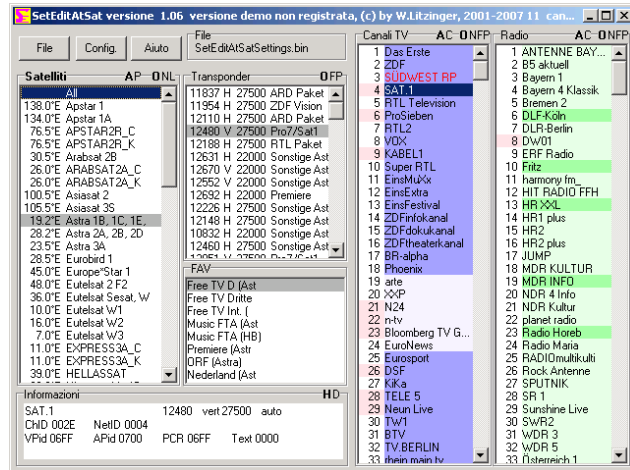 SetEditAtSat versione 1.06 versione demo non registrata, (c) by W.Litzinger, 2001-2007 11 can...
File
Config.
Aiuto
File
SetEditAtSatSettings.bin
Satelliti AP ONL
All
138.0°E Apstar 1
134.0°E Apstar 1A
76.5°E APSTAR2R_C
76.5°E APSTAR2R_K
30.5°E Arabsat 2B
26.0°E ARABSAT2A_C
26.0°E ARABSAT2A_K
100.5°E Asiasat 2
105.5°E Asiasat 3S
19.2°E Astra 1B, 1C, 1E,
28.2°E Astra 2A, 2B, 2D
23.5°E Astra 3A
28.5°E Eurobird 1
45.0°E Europe*Star 1
48.0°E Eutelsat 2 F2
36.0°E Eutelsat Sesat, W
10.0°E Eutelsat W1
16.0°E Eutelsat W2
7.0°E Eutelsat W3
11.0°E EXPRESS3A_C
11.0°E EXPRESS3A_K
39.0°E HELLASSAT
Transponder OFP
11837 H 27500 ARD Paket
11954 H 27500 ZDF Vision
12110 H 27500 ARD Paket
12480 V 27500 Pro7/Sat1
12188 H 27500 RTL Paket
12631 H 22000 Sonstige Ast
12670 V 22000 Sonstige Ast
12552 V 22000 Sonstige Ast
12692 H 22000 Premiere
12226 H 27500 Sonstige Ast
12148 H 27500 Sonstige Ast
10832 H 22000 Sonstige Ast
12460 H 27500 Sonstige Ast
12051 V 27500 Pro7/Sat1
FAV
Free TV D (Ast
Free TV Dritte
Free TV Int. (
Music FTA (Ast
Music FTA (HB)
Premiere (Astr
ORF (Astra)
Nederland (Ast
Canali TV AC ONFP
1 Das Erste
2 ZDF
3 SÜDWEST RP
4 SAT.1
5 RTL Television
6 ProSieben
7 RTL2
8 VOX
9 KABEL1
10 Super RTL
11 EinsMuXx
12 EinsExtra
13 EinsFestival
14 ZDFinfokanal
15 ZDFdokukanal
16 ZDFtheaterkanal
17 BR-alpha
18 Phoenix
19 arte
20 XXP
21 N24
22 n-tv
23 Bloomberg TV G...
24 EuroNews
25 Eurosport
26 DSF
27 KiKa
28 TELE 5
29 Neun Live
30 TW1
31 BTV
32 TV.BERLIN
33 rhein main tv
Radio AC ONFP
1 ANTENNE BAY...
2 B5 aktuell
3 Bayern 1
4 Bayern 4 Klassik
5 Bremen 2
6 DLF-Köln
7 DLR-Berlin
8 DW01
9 ERF Radio
10 Fritz
11 harmony fm_
12 HIT RADIO FFH
13 HR XXL
14 HR1 plus
15 HR2
16 HR2 plus
17 JUMP
18 MDR KULTUR
19 MDR INFO
20 NDR 4 Info
21 NDR Kultur
22 planet radio
23 Radio Horeb
24 Radio Maria
25 RADIOmultikulti
26 Rock Antenne
27 SPUTNIK
28 SR 1
29 Sunshine Live
30 SWR2
31 WDR 3
32 WDR 5
33 Österreich 1
Informazioni HD
SAT.1 12480 vert 27500 auto
ChID 002E NetID 0004
VPid 06FF APid 0700 PCR 06FF Text 0000